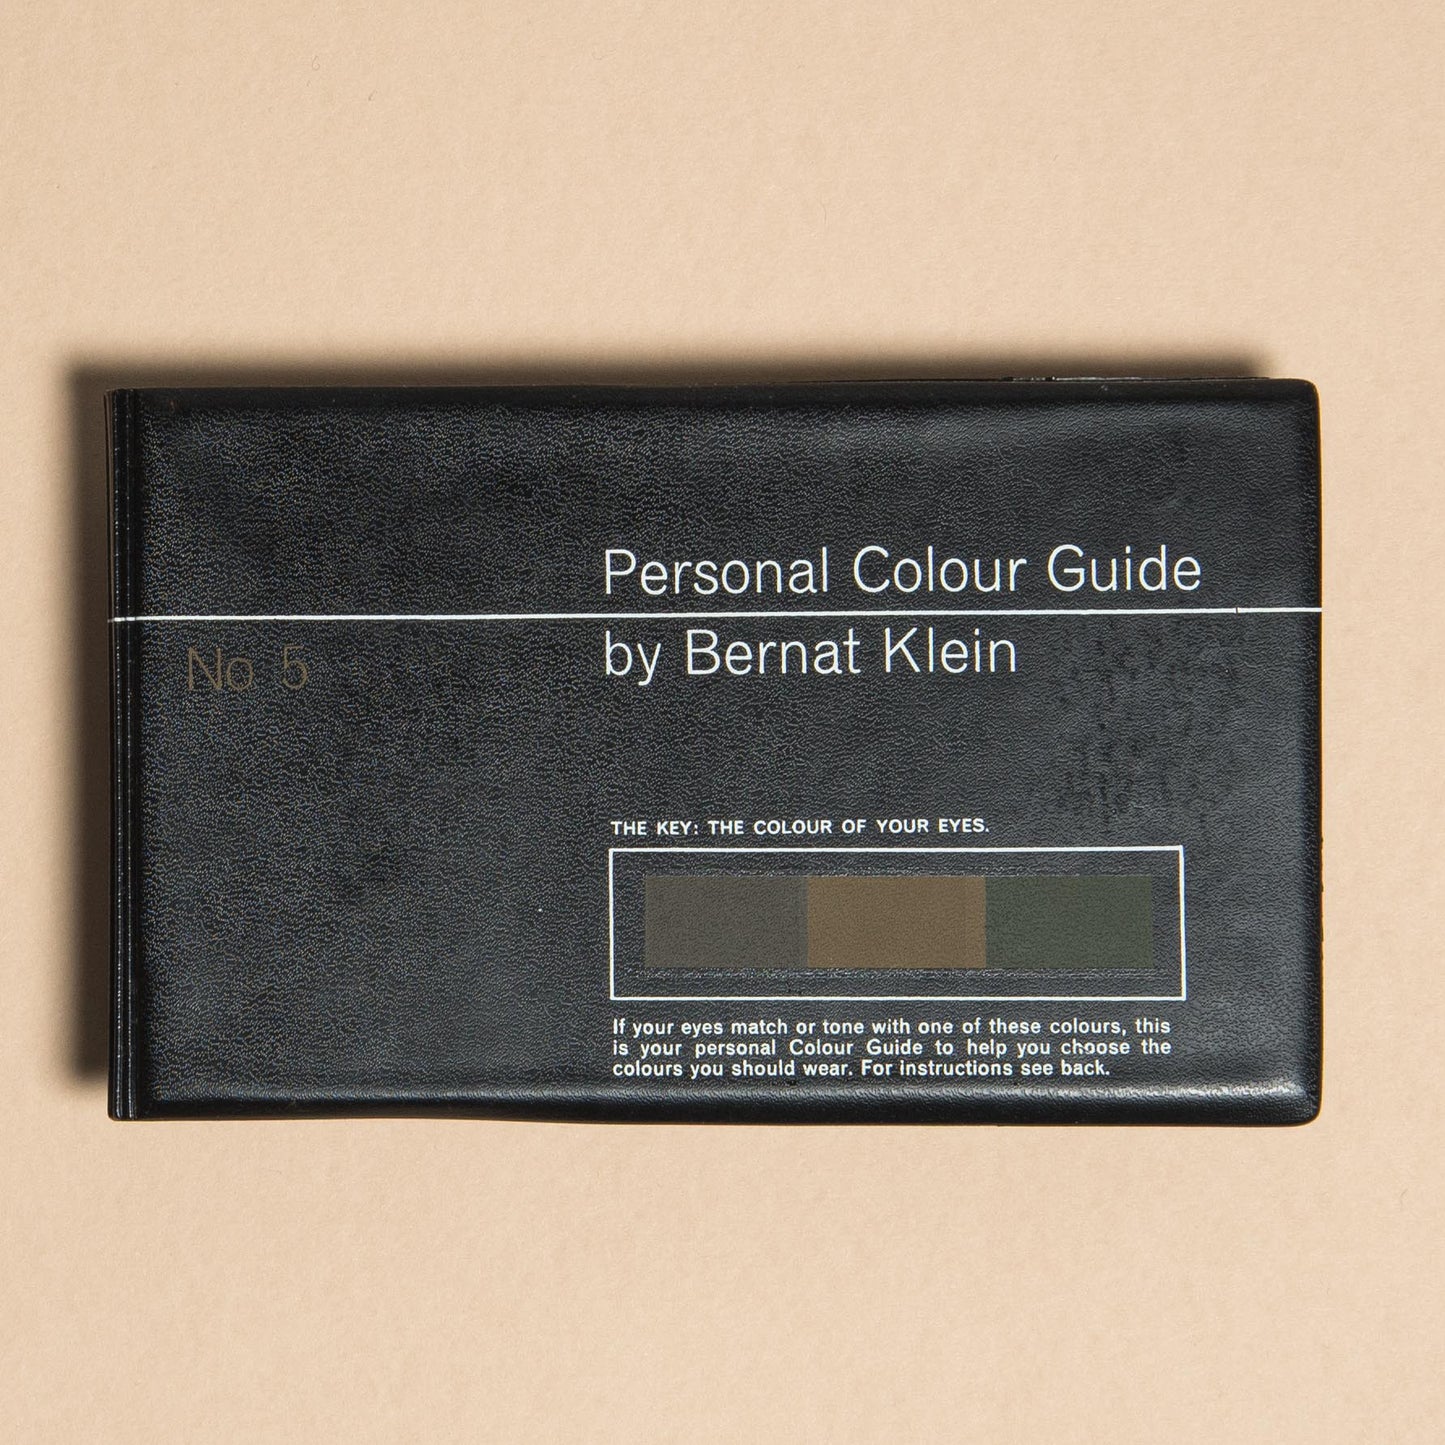 Personal Colour Guide
No 5
by Bernat Klein
THE KEY: THE COLOUR OF YOUR EYES.
If your eyes match or tone with one of these colours, this
is your personal Colour Guide to help you choose the
colours you should wear. For instructions see back.